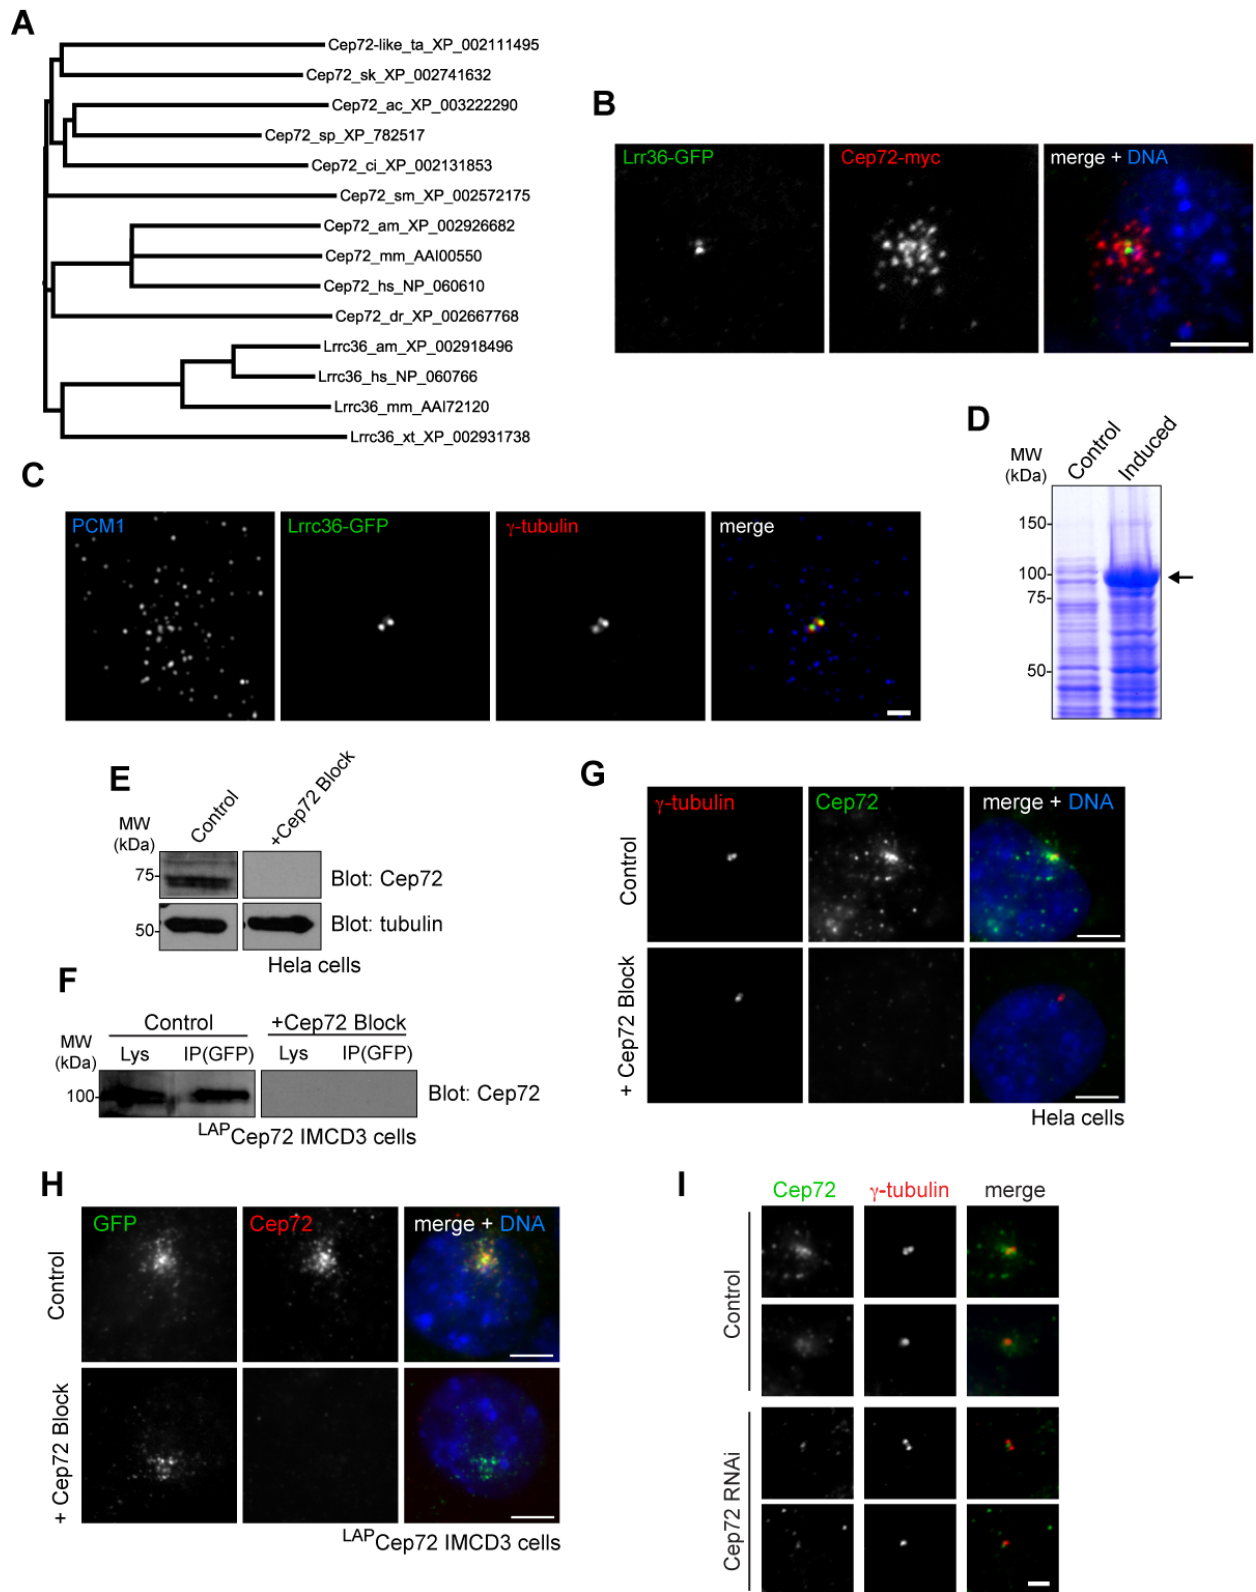 A
Cep72-like_ta_XP_002111495
Cep72_sk_XP_002741632
Cep72_ac_XP_003222290
Cep72_sp_XP_782517
Cep72_ci_XP_002131853
Cep72_sm_XP_002572175
Cep72_am_XP_002926682
Cep72_mm_AAI00550
Cep72_hs_NP_060610
Cep72_dr_XP_002667768
Lrrc36_am_XP_002918496
Lrrc36_hs_NP_060766
Lrrc36_mm_AAI72120
Lrrc36_xt_XP_002931738
B
Lrr36-GFP
Cep72-myc
merge + DNA
C
PCM1
Lrrc36-GFP
γ-tubulin
merge
D
MW
(kDa)
Control
Induced
150
100
75
50
E
MW
(kDa)
Control
+Cep72 Block
75
Blot: Cep72
50
Blot: tubulin
Hela cells
F
Control
+Cep72 Block
MW
(kDa)
Lys
IP(GFP)
Lys
IP(GFP)
100
Blot: Cep72
LAPCep72 IMCD3 cells
G
γ-tubulin
Cep72
merge + DNA
Control
+ Cep72 Block
Hela cells
H
GFP
Cep72
merge + DNA
Control
+ Cep72 Block
LAPCep72 IMCD3 cells
I
Cep72
γ-tubulin
merge
Control
Cep72 RNAi